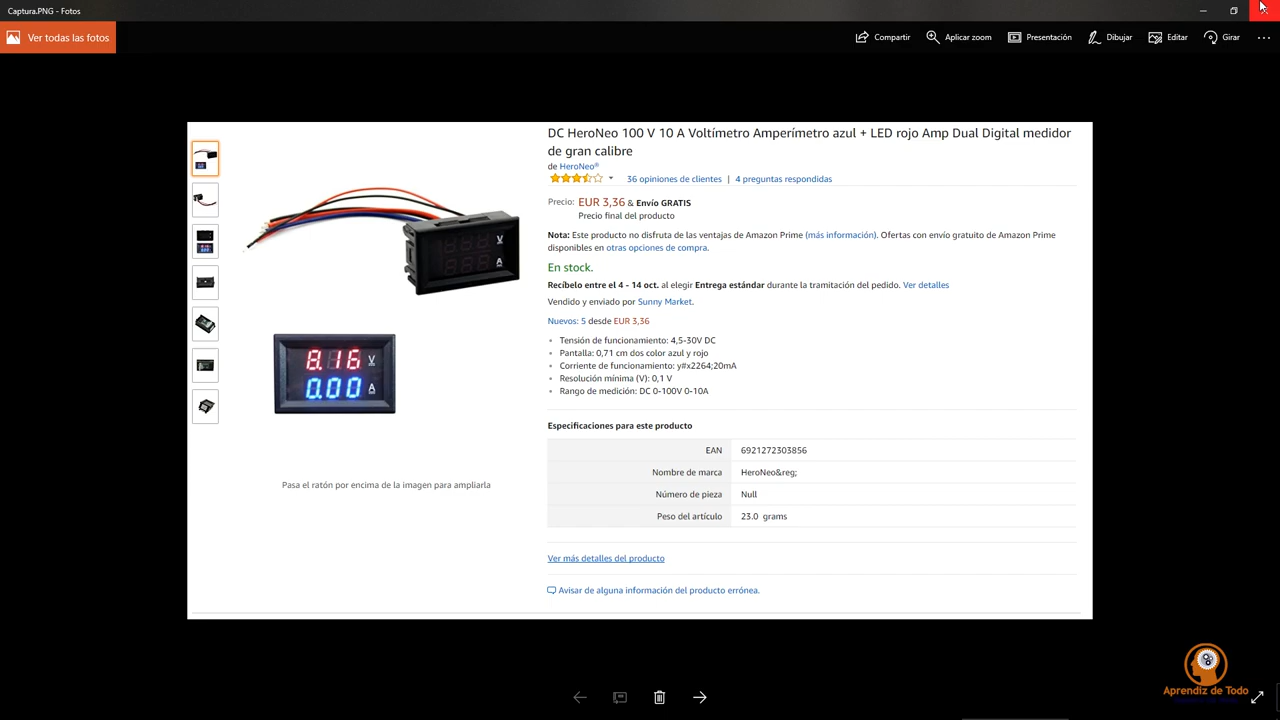 Captura.PNG - Fotos
Ver todas las fotos
Compartir
Aplicar zoom
Presentación
Dibujar
Editar
Girar
DC HeroNeo 100 V 10 A Voltímetro Amperímetro azul + LED rojo Amp Dual Digital medidor
de gran calibre
de HeroNeo®
36 opiniones de clientes | 4 preguntas respondidas
Precio: EUR 3,36 & Envío GRATIS
Precio final del producto
Nota: Este producto no disfruta de las ventajas de Amazon Prime (más información). Ofertas con envío gratuito de Amazon Prime
disponibles en otras opciones de compra.
En stock.
Recíbelo entre el 4 - 14 oct. al elegir Entrega estándar durante la tramitación del pedido. Ver detalles
Vendido y enviado por Sunny Market.
Nuevos: 5 desde EUR 3,36
Tensión de funcionamiento: 4,5-30V DC
Pantalla: 0,71 cm dos color azul y rojo
Corriente de funcionamiento: y#x2264;20mA
Resolución mínima (V): 0,1 V
Rango de medición: DC 0-100V 0-10A
Especificaciones para este producto
EAN 6921272303856
Nombre de marca HeroNeo&reg;
Número de pieza Null
Peso del artículo 23.0 grams
Ver más detalles del producto
Avisar de alguna información del producto errónea.
V
A
8.16 V
0.00 A
Pasa el ratón por encima de la imagen para ampliarla
Aprendiz de Todo